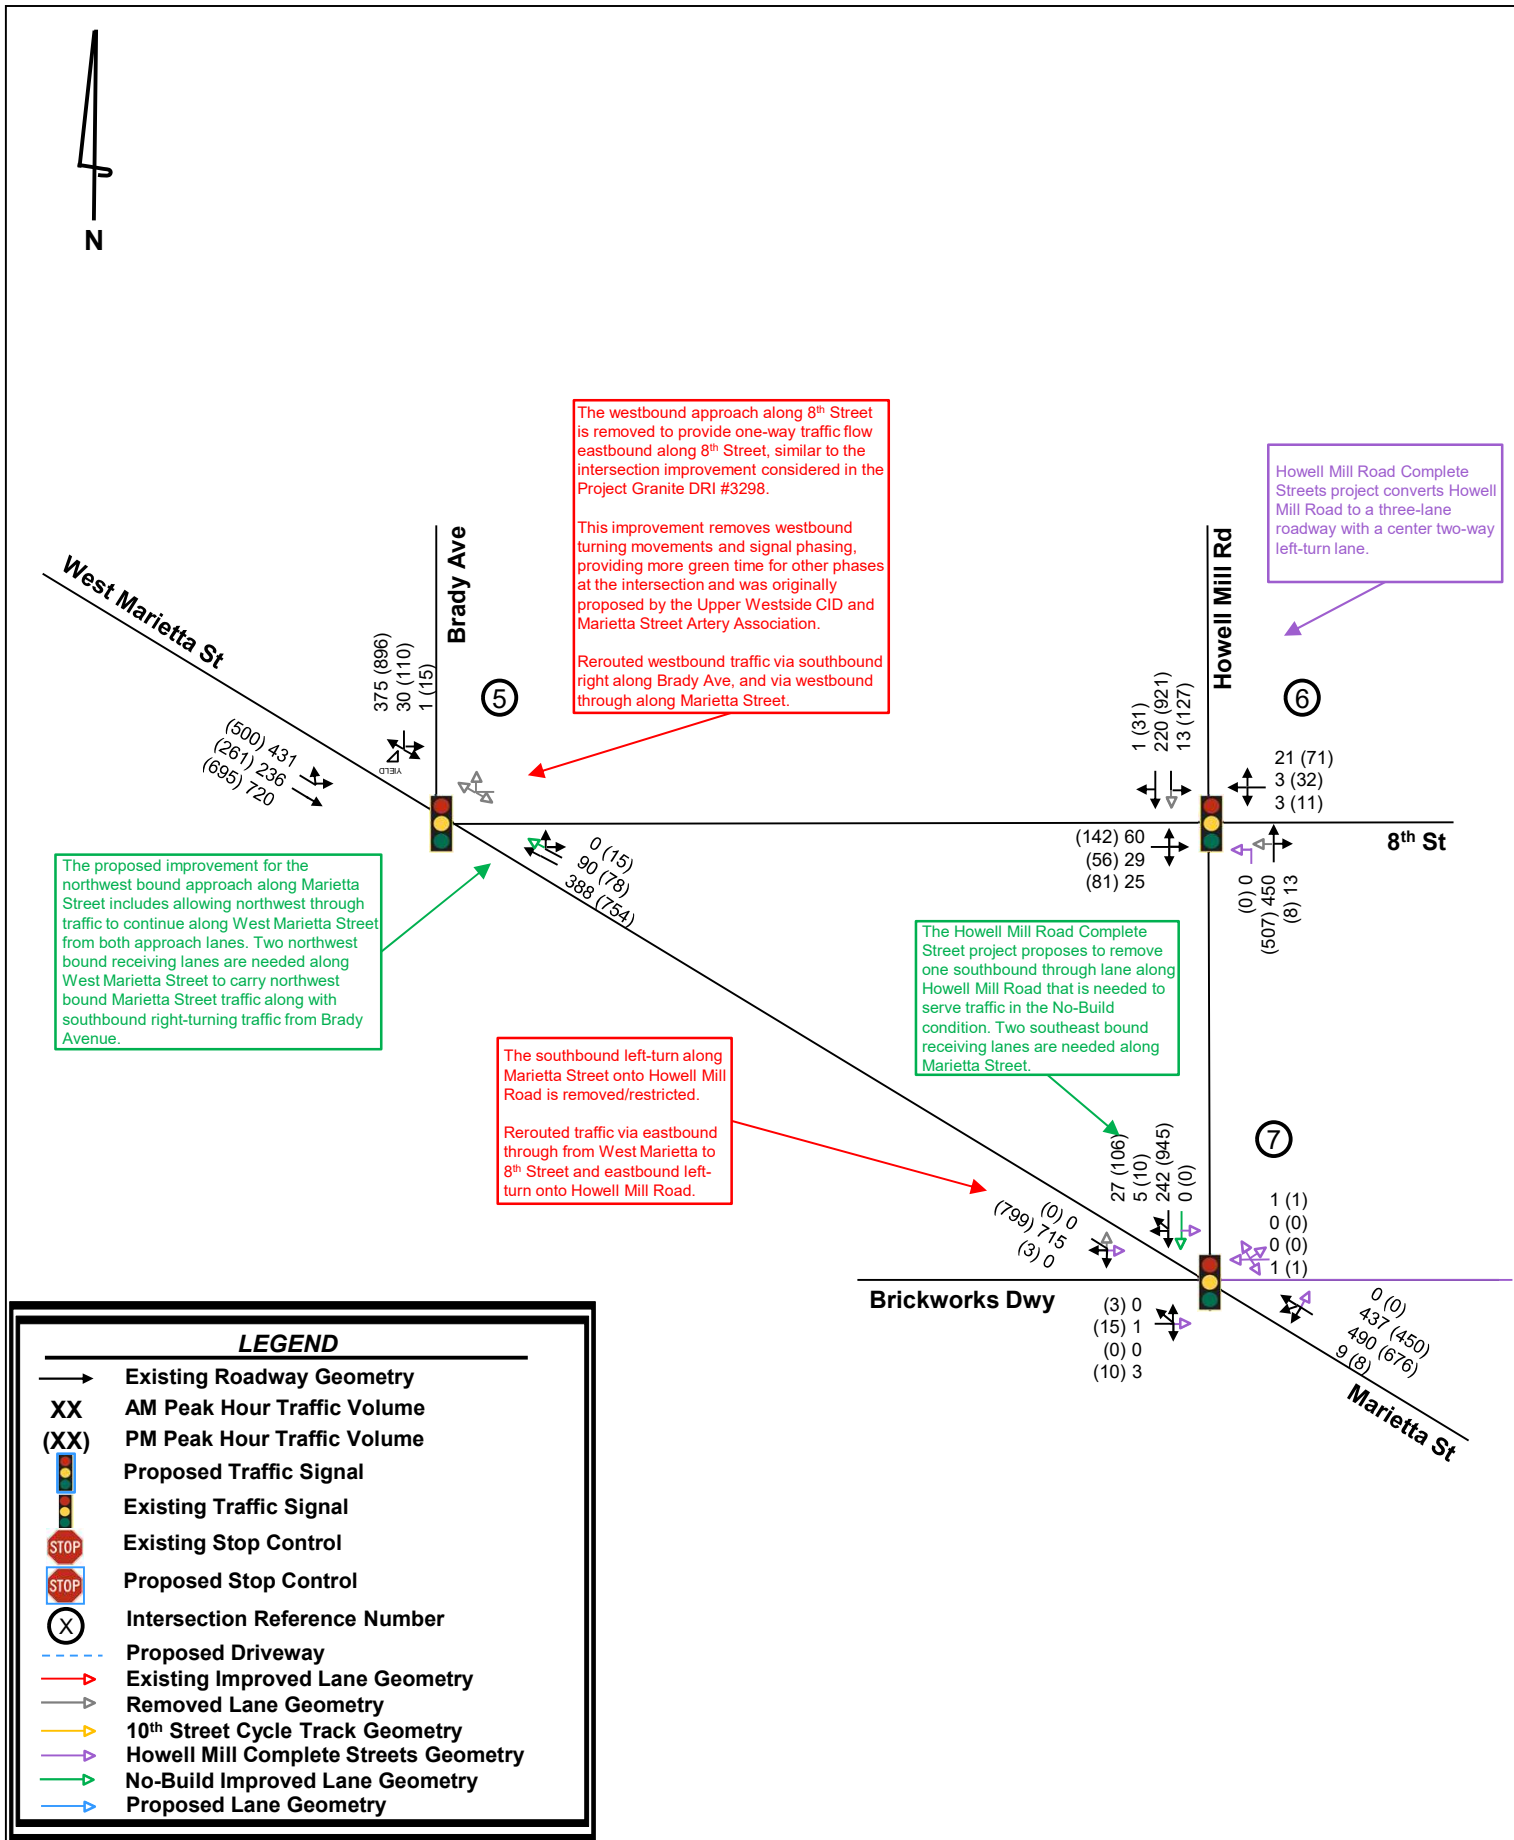 N
The westbound approach along 8th Street
is removed to provide one-way traffic flow
eastbound along 8th Street, similar to the
intersection improvement considered in the
Project Granite DRI #3298.
This improvement removes westbound
turning movements and signal phasing,
providing more green time for other phases
at the intersection and was originally
proposed by the Upper Westside CID and
Marietta Street Artery Association.
Rerouted westbound traffic via southbound
right along Brady Ave, and via westbound
through along Marietta Street.
Howell Mill Road Complete
Streets project converts Howell
Mill Road to a three-lane
roadway with a center two-way
left-turn lane.
West Marietta St
Brady Ave
Howell Mill Rd
375 (896)
30 (110)
1 (15)
5
6
(500) 431
(261) 236
(695) 720
YIELD
1 (31)
220 (921)
13 (127)
21 (71)
3 (32)
3 (11)
8th St
(142) 60
(56) 29
(81) 25
(0) 0
(507) 450
(8) 13
0 (15)
90 (78)
388 (754)
The proposed improvement for the
northwest bound approach along Marietta
Street includes allowing northwest through
traffic to continue along West Marietta Street
from both approach lanes. Two northwest
bound receiving lanes are needed along
West Marietta Street to carry northwest
bound Marietta Street traffic along with
southbound right-turning traffic from Brady
Avenue.
The Howell Mill Road Complete
Street project proposes to remove
one southbound through lane along
Howell Mill Road that is needed to
serve traffic in the No-Build
condition. Two southeast bound
receiving lanes are needed along
Marietta Street.
The southbound left-turn along
Marietta Street onto Howell Mill
Road is removed/restricted.
Rerouted traffic via eastbound
through from West Marietta to
8th Street and eastbound left-
turn onto Howell Mill Road.
27 (106)
5 (10)
242 (945)
0 (0)
7
(0) 0
(799) 715
(3) 0
1 (1)
0 (0)
0 (0)
1 (1)
Brickworks Dwy
(3) 0
(15) 1
(0) 0
(10) 3
0 (0)
437 (450)
490 (676)
9 (8)
Marietta St
LEGEND
Existing Roadway Geometry
XX AM Peak Hour Traffic Volume
(XX) PM Peak Hour Traffic Volume
Proposed Traffic Signal
Existing Traffic Signal
STOP Existing Stop Control
STOP Proposed Stop Control
X Intersection Reference Number
Proposed Driveway
Existing Improved Lane Geometry
Removed Lane Geometry
10th Street Cycle Track Geometry
Howell Mill Complete Streets Geometry
No-Build Improved Lane Geometry
Proposed Lane Geometry